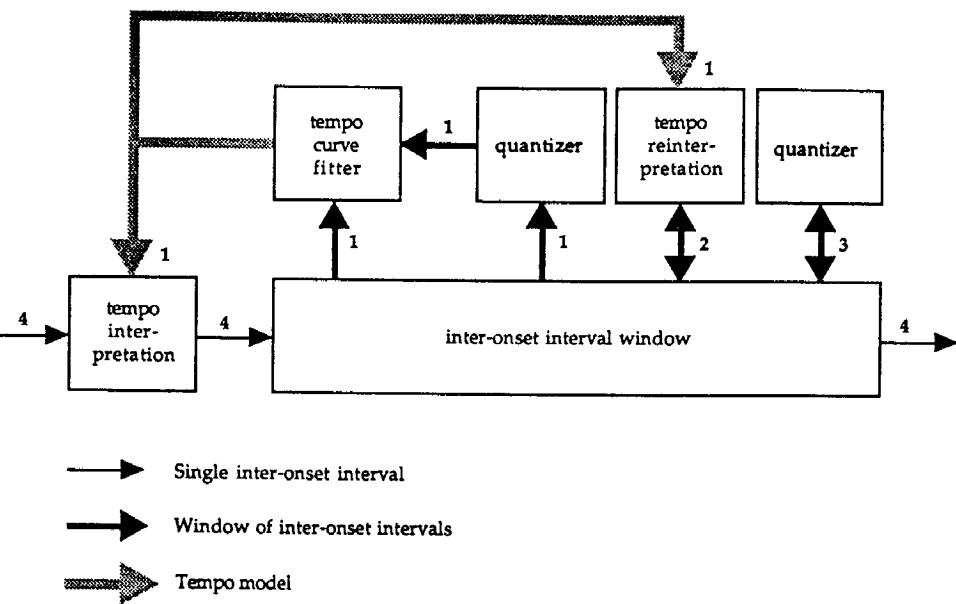 1
tempo
curve
fitter
1
quantizer
tempo
reinter-
pretation
quantizer
1
1
1
2
3
4
tempo
inter-
pretation
4
inter-onset interval window
4
Single inter-onset interval
Window of inter-onset intervals
Tempo model